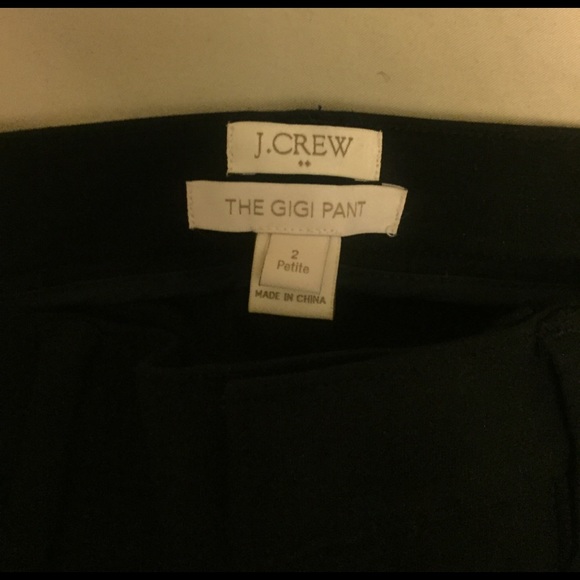 J.CREW
THE GIGI PANT
2
Petite
MADE IN CHINA